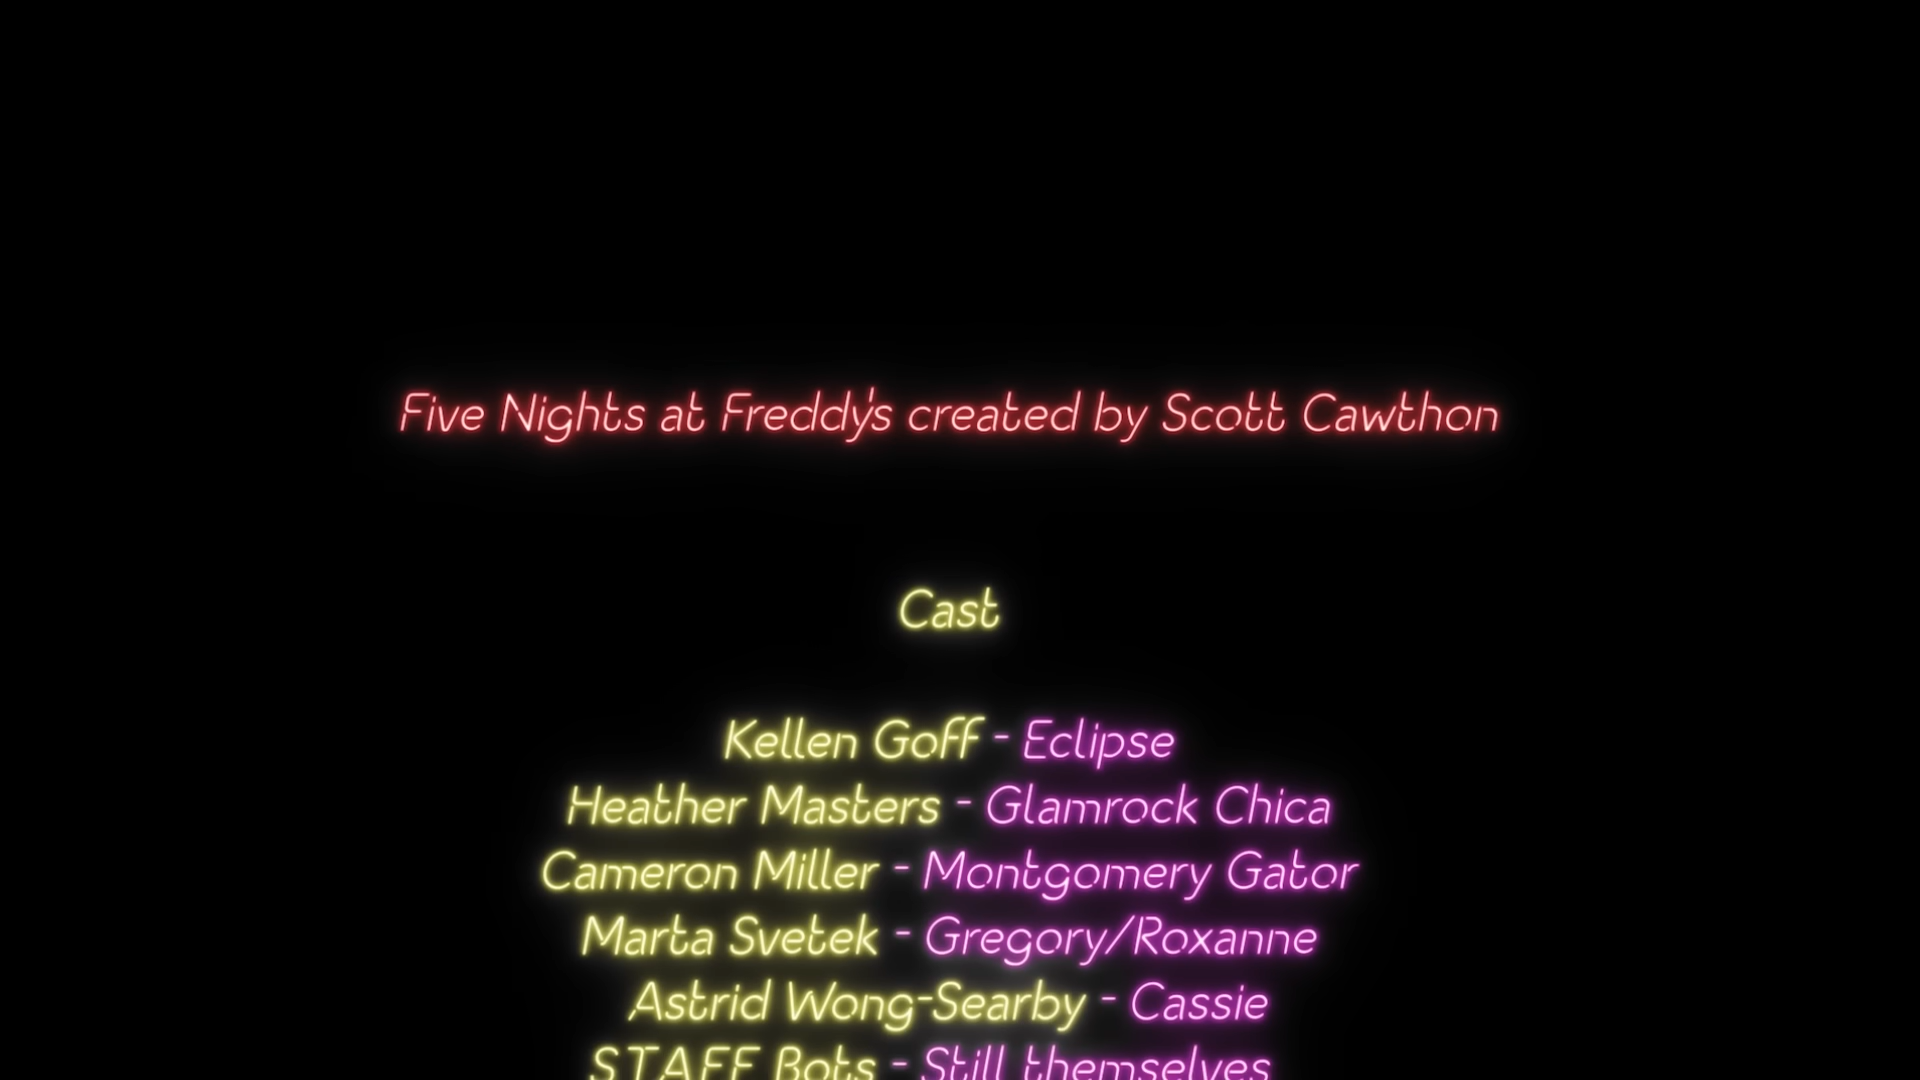 Five Nights at Freddy's created by Scott Cawthon
Cast
Kellen Goff - Eclipse
Heather Masters - Glamrock Chica
Cameron Miller - Montgomery Gator
Marta Svetek - Gregory/Roxanne
Astrid Wong-Searby - Cassie
STAFF Bots - Still themselves